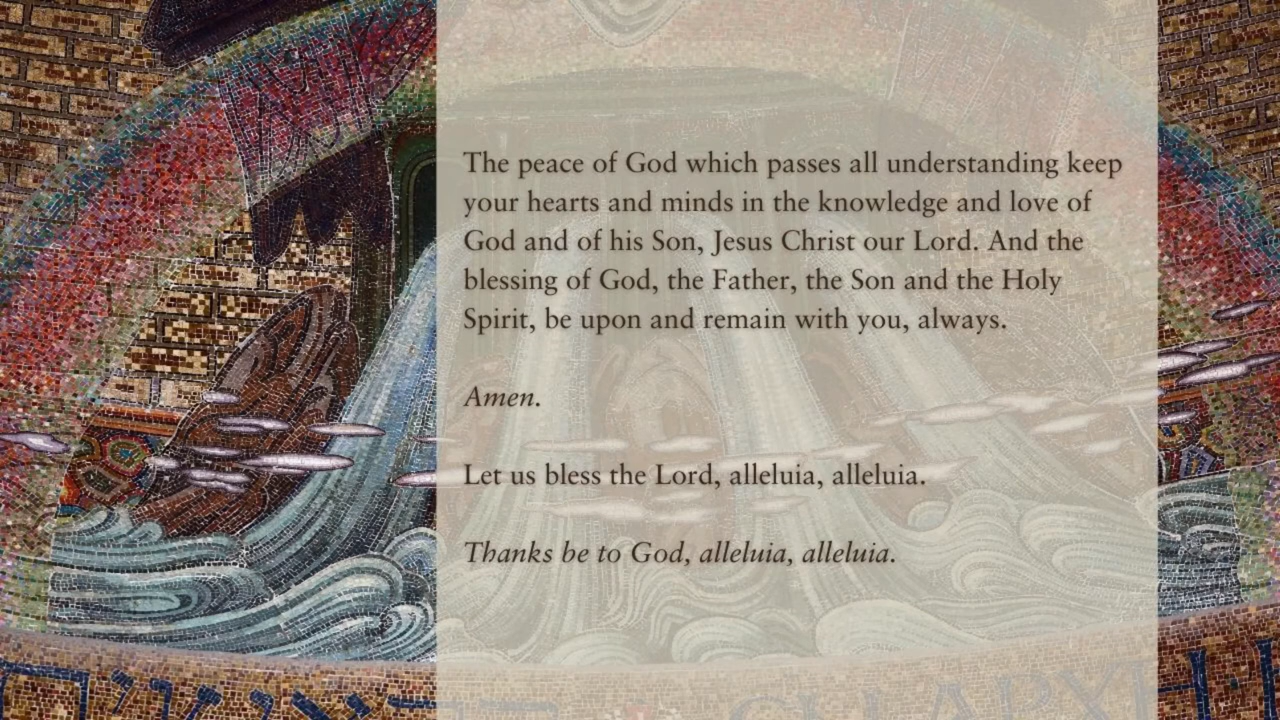 The peace of God which passes all understanding keep
your hearts and minds in the knowledge and love of
God and of his Son, Jesus Christ our Lord. And the
blessing of God, the Father, the Son and the Holy
Spirit, be upon and remain with you, always.
Amen.
Let us bless the Lord, alleluia, alleluia.
Thanks be to God, alleluia, alleluia.